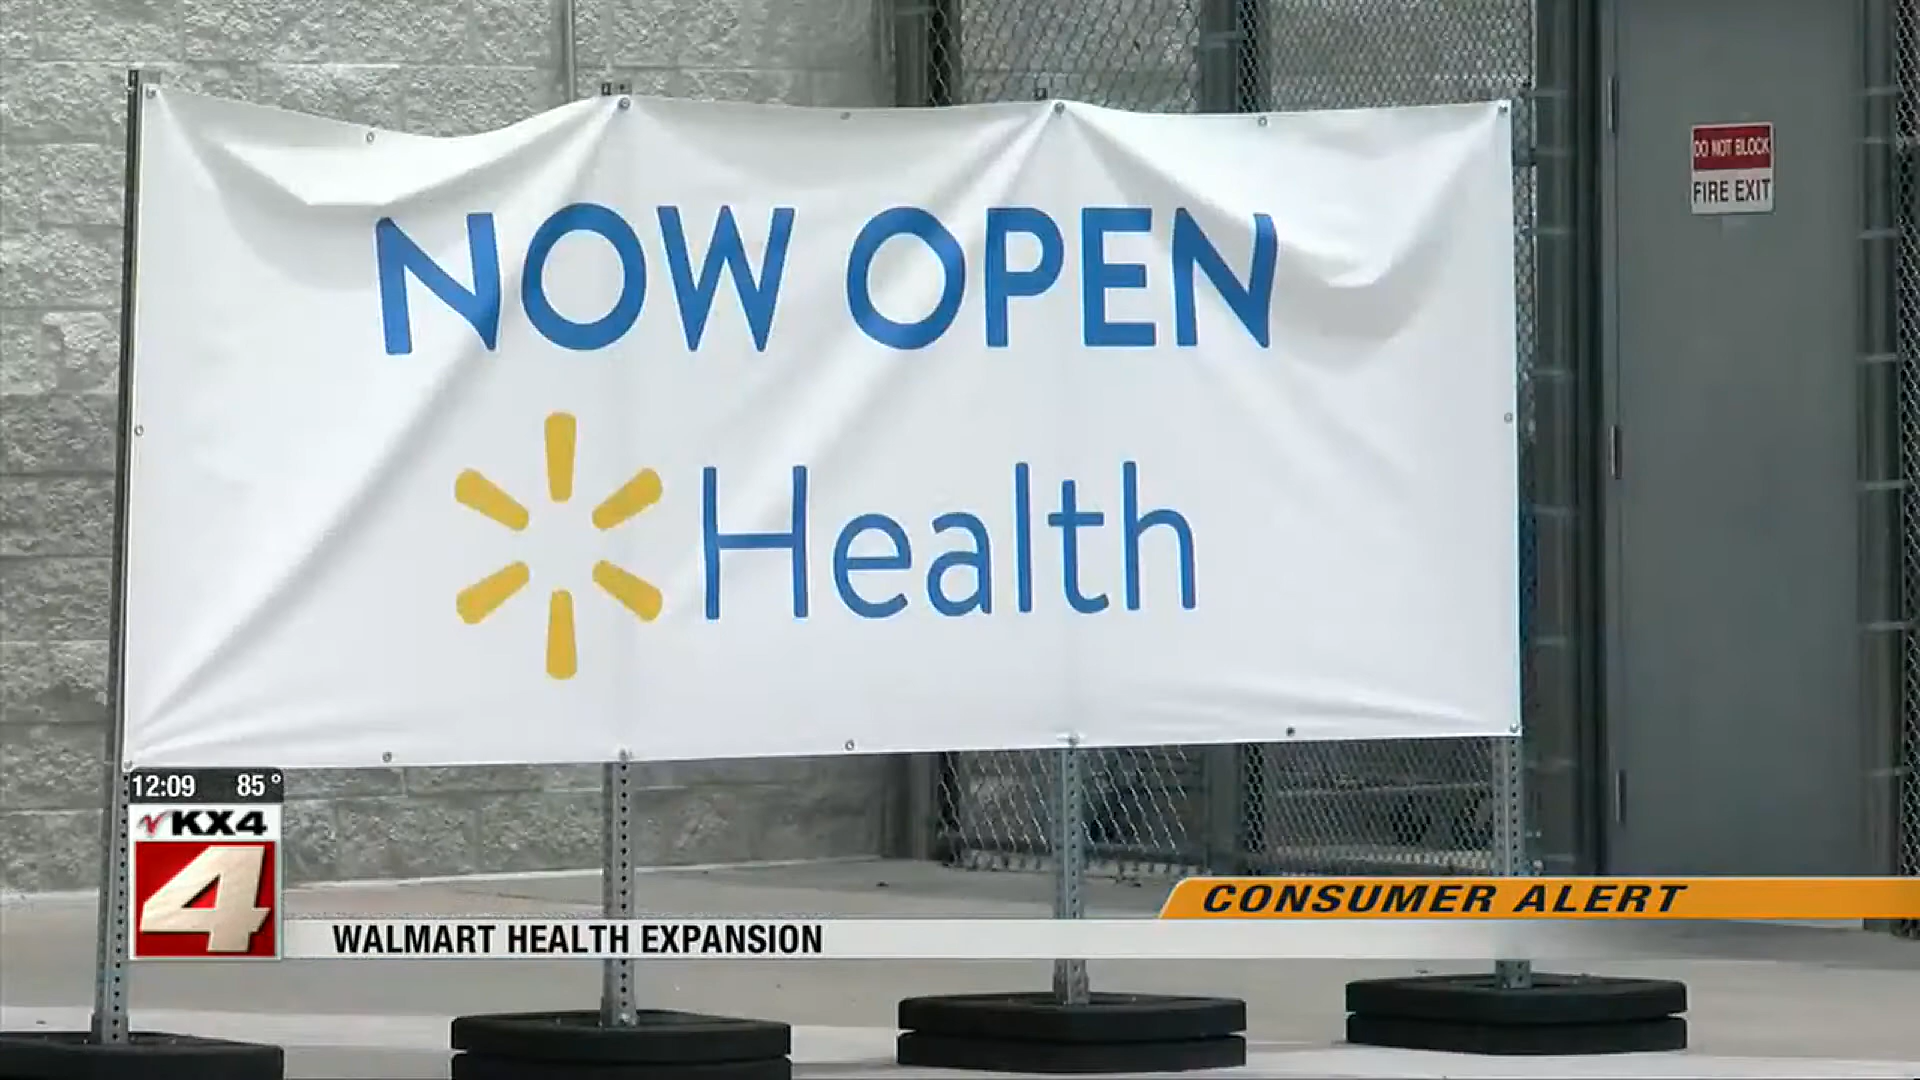 NOW OPEN
Health
DO NOT BLOCK
FIRE EXIT
12:09 85°
KX4
4
CONSUMER ALERT
WALMART HEALTH EXPANSION